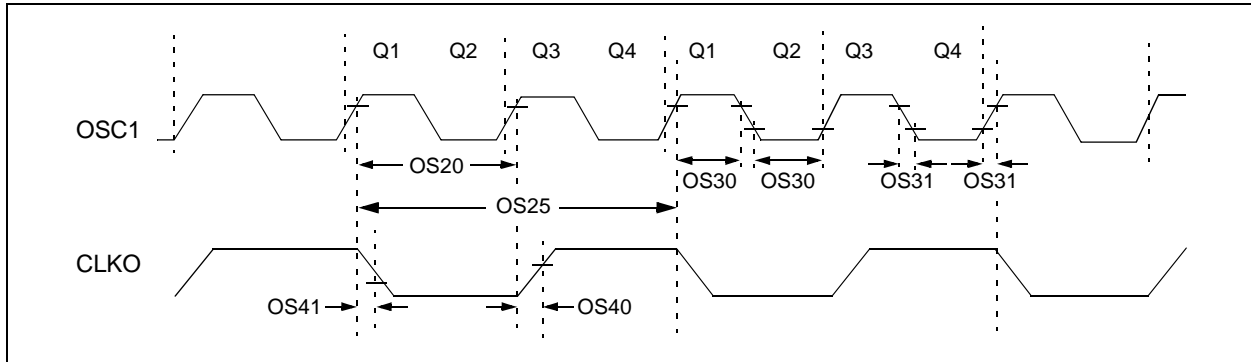 Q1 Q2 Q3 Q4 Q1 Q2 Q3 Q4
OSC1
OS20
OS30 OS30 OS31 OS31
OS25
CLKO
OS41 OS40